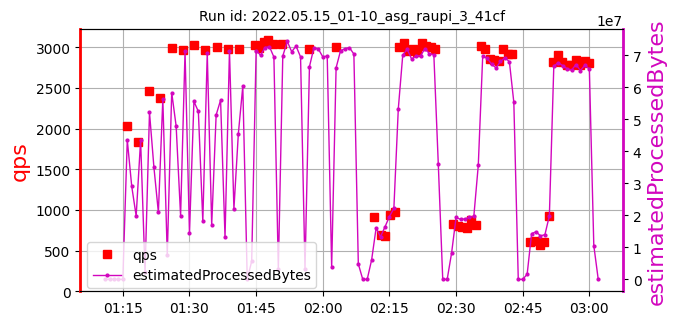 Run id: 2022.05.15_01-10_asg_raupi_3_41cf
1e7
3000
2500
2000
1500
1000
500
0
qps
7
6
5
4
3
2
1
0
estimatedProcessedBytes
qps
estimatedProcessedBytes
01:15 01:30 01:45 02:00 02:15 02:30 02:45 03:00